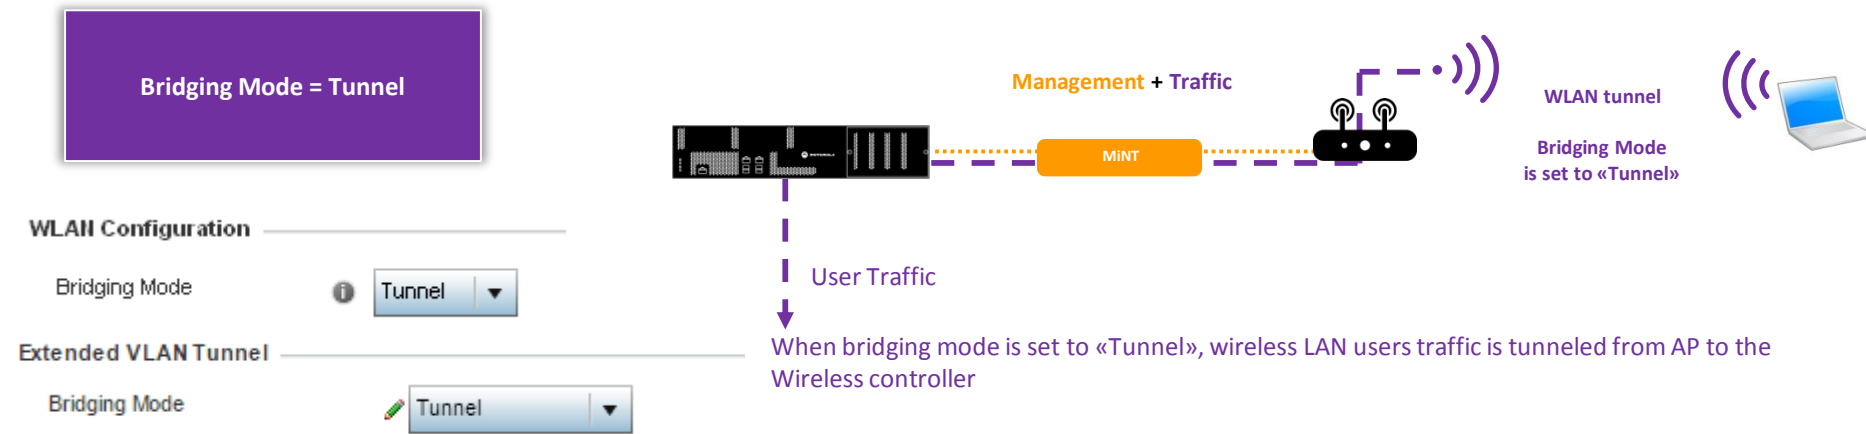 Bridging Mode = Tunnel
Management + Traffic
WLAN tunnel
Bridging Mode
is set to «Tunnel»
MiNT
MOTOROLA
WLAN Configuration
Bridging Mode
Tunnel
User Traffic
Extended VLAN Tunnel
Bridging Mode
Tunnel
When bridging mode is set to «Tunnel», wireless LAN users traffic is tunneled from AP to the
Wireless controller